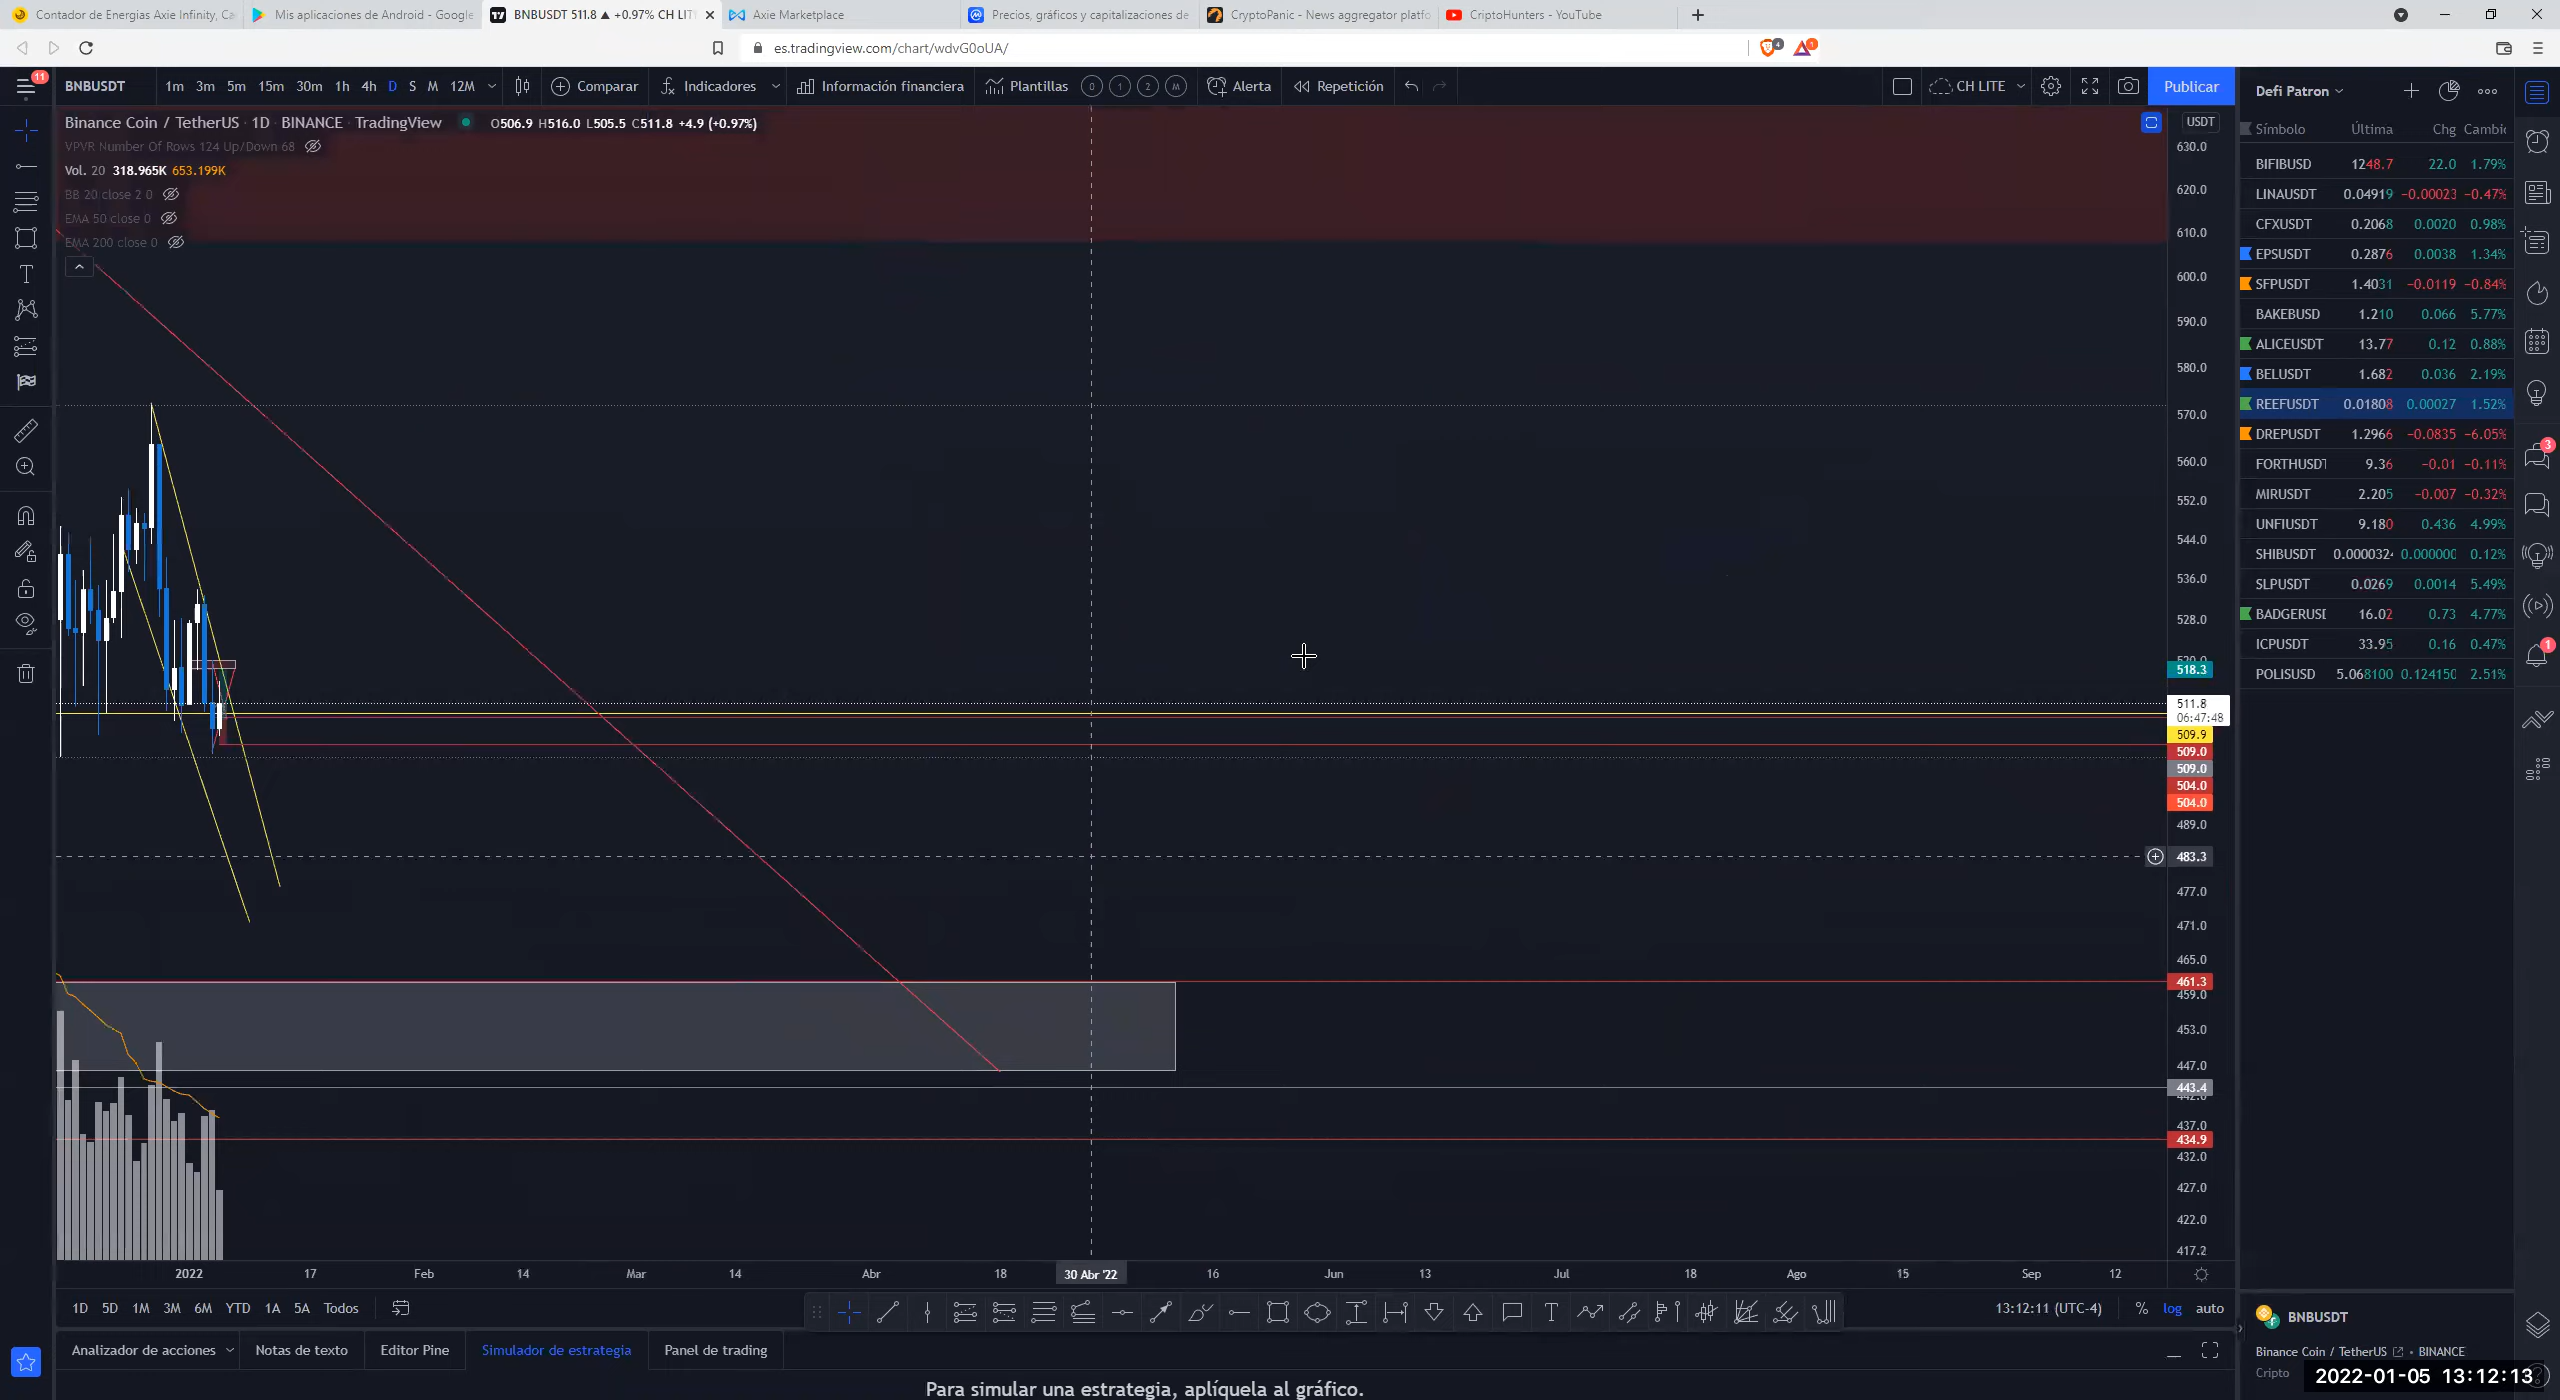 Contador de Energias Axie Infinity, Ca
Mis aplicaciones de Android - Google
BNBUSDT 511.8 ▲ +0.97% CH LIT
Axie Marketplace
Precios, gráficos y capitalizaciones de
CryptoPanic - News aggregator platfo
CriptoHunters - YouTube
es.tradingview.com/chart/wdvG0oUA/
11
BNBUSDT 1m 3m 5m 15m 30m 1h 4h D S M 12M Comparar Indicadores Información financiera Plantillas 0 1 2 M Alerta Repetición CH LITE Publicar
Binance Coin / TetherUS · 1D · BINANCE · TradingView O506.9 H516.0 L505.5 C511.8 +4.9 (+0.97%)
VPVR Number Of Rows 124 Up/Down 68
Vol. 20 318.965K 653.199K
BB 20 close 2 0
EMA 50 close 0
EMA 200 close 0
USDT
630.0
620.0
610.0
600.0
590.0
580.0
570.0
560.0
552.0
544.0
536.0
528.0
520.0
518.3
511.8
06:47:48
509.9
509.0
509.0
504.0
504.0
489.0
483.3
477.0
471.0
465.0
461.3
459.0
453.0
447.0
443.4
442.0
437.0
434.9
432.0
427.0
422.0
417.2
2022 17 Feb 14 Mar 14 Abr 18 30 Abr '22 16 Jun 13 Jul 18 Ago 15 Sep 12
1D 5D 1M 3M 6M YTD 1A 5A Todos
13:12:11 (UTC-4) % log auto
Analizador de acciones Notas de texto Editor Pine Simulador de estrategia Panel de trading
Para simular una estrategia, aplíquela al gráfico.
Defi Patron
Símbolo Última Chg Cambi
BIFIBUSD 1248.7 22.0 1.79%
LINAUSDT 0.04919 −0.00023 −0.47%
CFXUSDT 0.2068 0.0020 0.98%
EPSUSDT 0.2876 0.0038 1.34%
SFPUSDT 1.4031 −0.0119 −0.84%
BAKEBUSD 1.210 0.066 5.77%
ALICEUSDT 13.77 0.12 0.88%
BELUSDT 1.682 0.036 2.19%
REEFUSDT 0.01808 0.00027 1.52%
DREPUSDT 1.2966 −0.0835 −6.05%
FORTHUSDT 9.36 −0.01 −0.11%
MIRUSDT 2.205 −0.007 −0.32%
UNFIUSDT 9.180 0.436 4.99%
SHIBUSDT 0.0000324 0.000000 0.12%
SLPUSDT 0.0269 0.0014 5.49%
BADGERUSD 16.02 0.73 4.77%
ICPUSDT 33.95 0.16 0.47%
POLISUSD 5.068100 0.124150 2.51%
3
1
BNBUSDT
Binance Coin / TetherUS • BINANCE
Cripto
2022-01-05 13:12:13